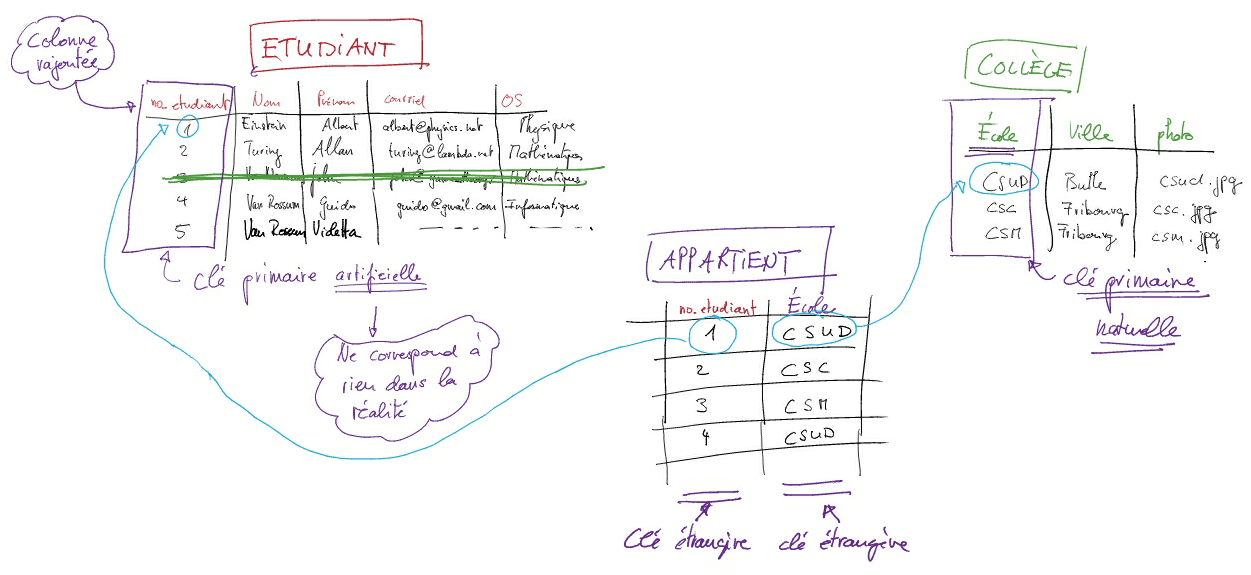 Colonne
rajoutée
ETUDIANT
no. etudiant Nom Prénom courriel OS
1 Einstein Albert albert@physics.net Physique
2 Turing Allan turing@lambda.net Mathématiques
3 John Mathématiques
4 Van Rossum Guido guido@gmail.com Informatique
5 Van Rossum Violetta
clé primaire artificielle
Ne correspond à
rien dans la
réalité
APPARTIENT
no. etudiant École
1 CSUD
2 CSC
3 CSM
4 CSUD
Clé étrangère clé étrangère
COLLÈGE
École Ville photo
CSUD Bulle csud.jpg
CSC Fribourg csc.jpg
CSM Fribourg csm.jpg
clé primaire
naturelle